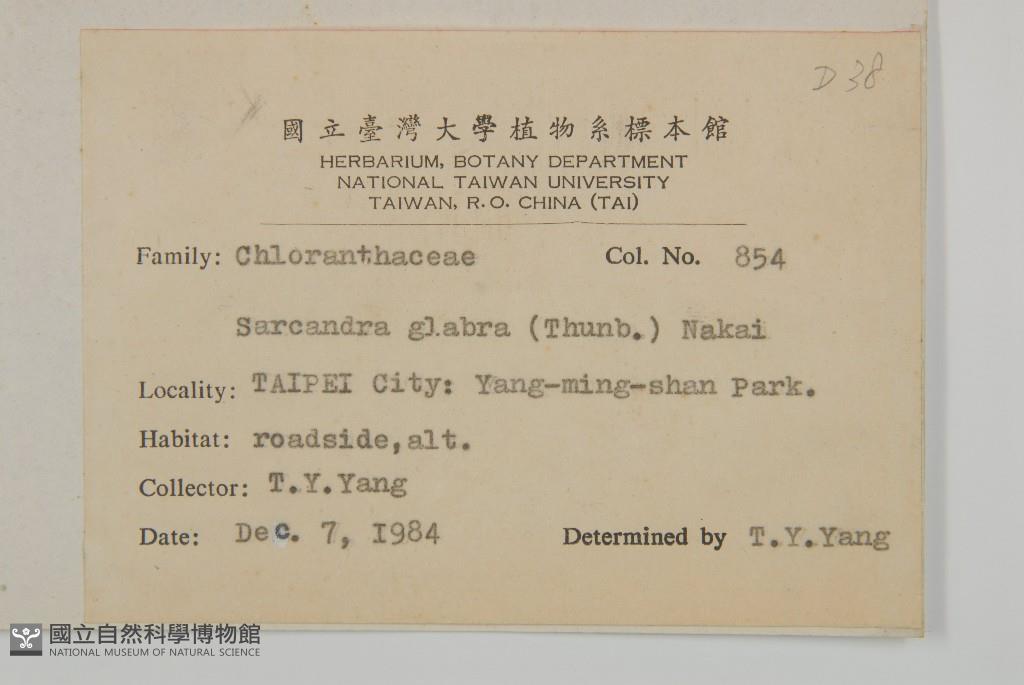 D 38
國立臺灣大學植物系標本館
HERBARIUM, BOTANY DEPARTMENT
NATIONAL TAIWAN UNIVERSITY
TAIWAN, R.O. CHINA (TAI)
Family: Chloranthaceae Col. No. 854
Sarcandra glabra (Thunb.) Nakai
Locality: TAIPEI City: Yang-ming-shan Park.
Habitat: roadside,alt.
Collector: T.Y.Yang
Date: Dec. 7, 1984 Determined by T.Y.Yang
國立自然科學博物館
NATIONAL MUSEUM OF NATURAL SCIENCE